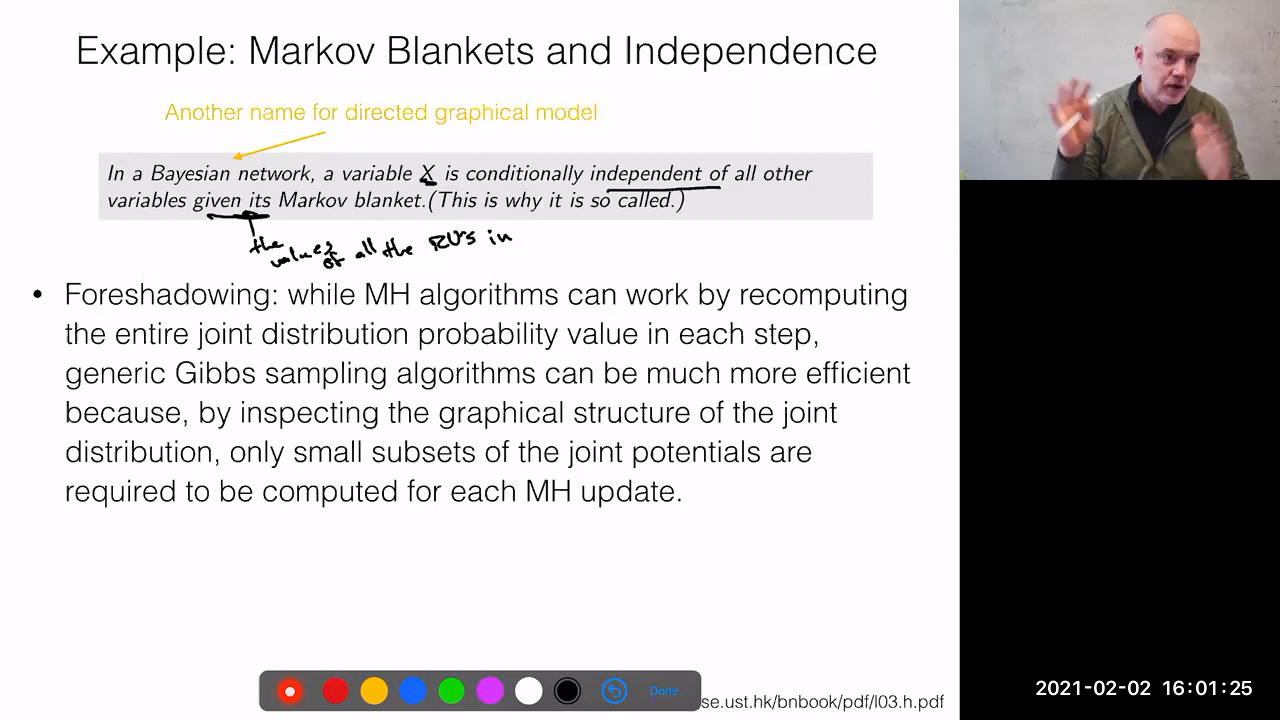 Example: Markov Blankets and Independence
Another name for directed graphical model
In a Bayesian network, a variable X is conditionally independent of all other
variables given its Markov blanket.(This is why it is so called.)
the values of all the RV's in
• Foreshadowing: while MH algorithms can work by recomputing
the entire joint distribution probability value in each step,
generic Gibbs sampling algorithms can be much more efficient
because, by inspecting the graphical structure of the joint
distribution, only small subsets of the joint potentials are
required to be computed for each MH update.
Done
se.ust.hk/bnbook/pdf/l03.h.pdf
2021-02-02 16:01:25